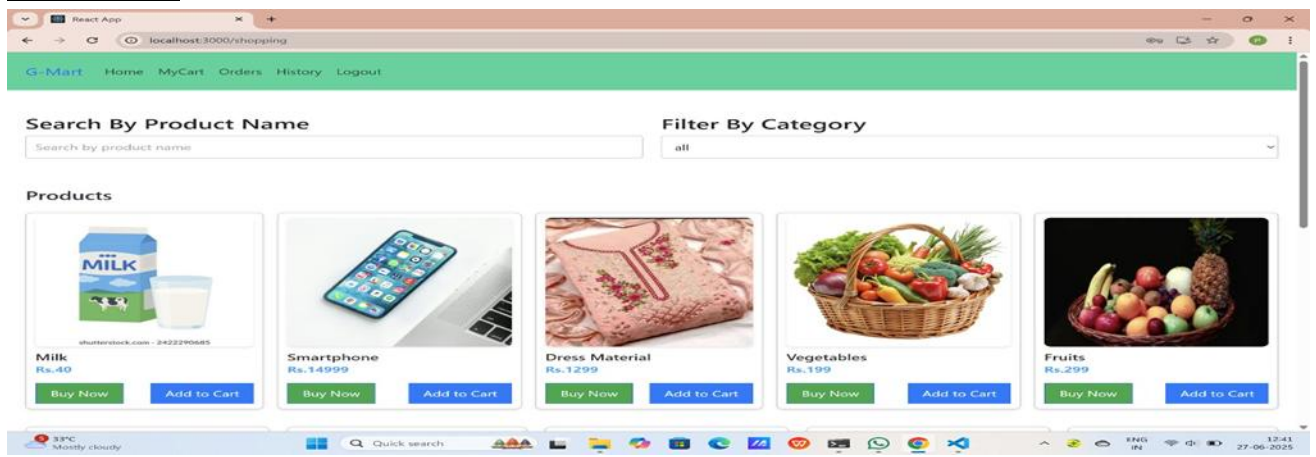 React App
localhost:3000/shopping
G-Mart Home MyCart Orders History Logout
Search By Product Name
Search by product name
Filter By Category
all
Products
MILK
shutterstock.com · 2422290685
Milk
Rs.40
Buy Now Add to Cart
Smartphone
Rs.14999
Buy Now Add to Cart
Dress Material
Rs.1299
Buy Now Add to Cart
Vegetables
Rs.199
Buy Now Add to Cart
Fruits
Rs.299
Buy Now Add to Cart
33°C
Mostly cloudy
Quick search
ENG
IN
12:41
27-06-2025